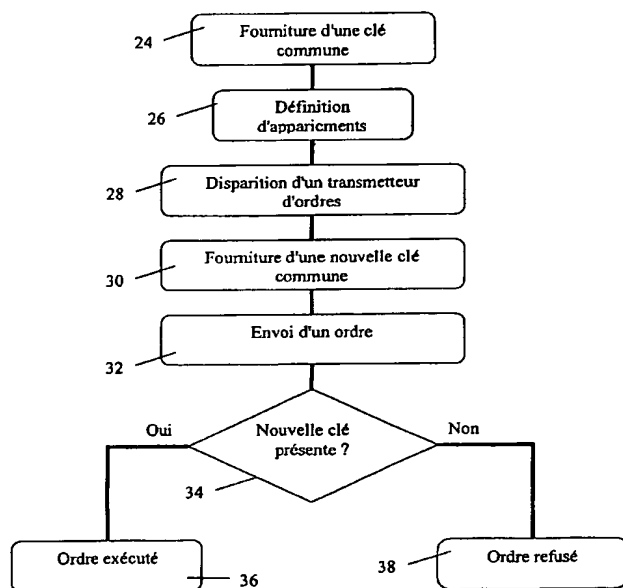 24
Fourniture d'une clé
commune
26
Définition
d'appariements
28
Disparition d'un transmetteur
d'ordres
30
Fourniture d'une nouvelle clé
commune
32
Envoi d'un ordre
Oui
Nouvelle clé
présente ?
Non
34
Ordre exécuté
36
38
Ordre refusé